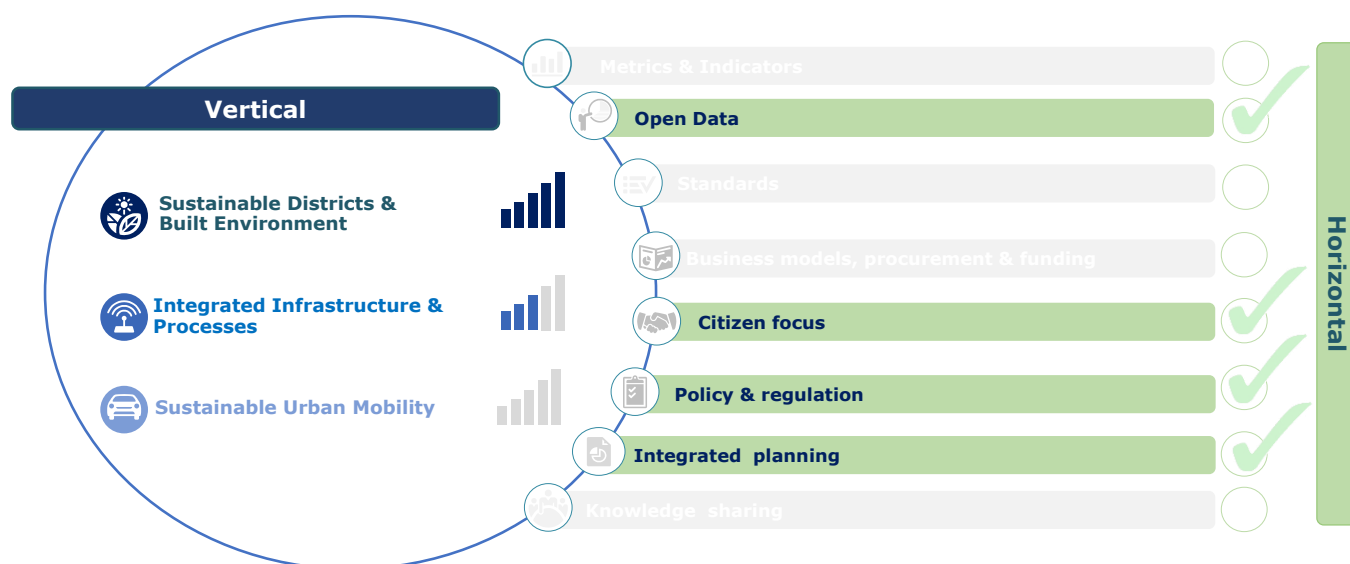 Vertical
Sustainable Districts &
Built Environment
Integrated Infrastructure &
Processes
Sustainable Urban Mobility
Metrics & Indicators
Open Data
Standards
Business models, procurement & funding
Citizen focus
Policy & regulation
Integrated planning
Knowledge sharing
Horizontal